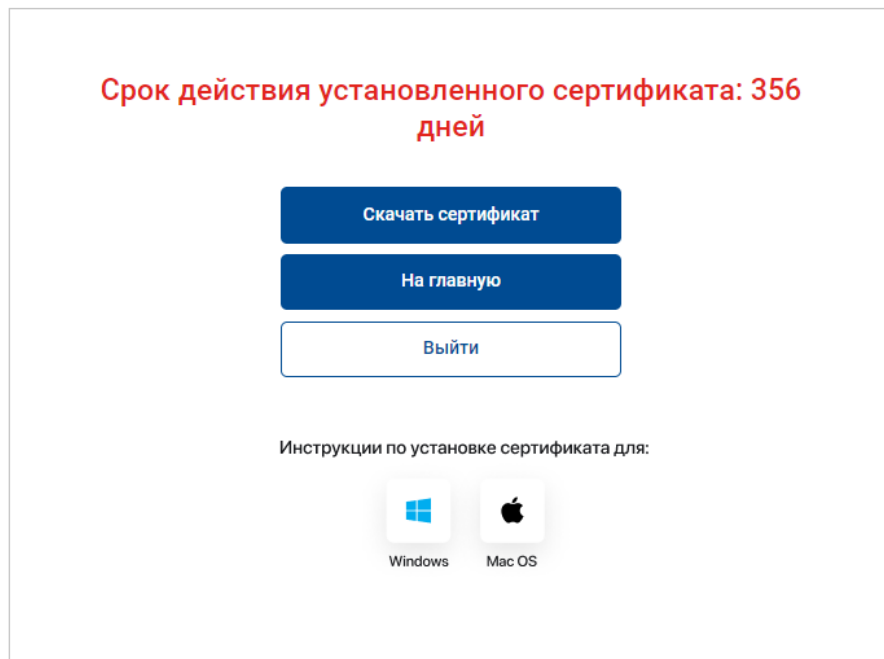 Срок действия установленного сертификата: 356
дней
Скачать сертификат
На главную
Выйти
Инструкции по установке сертификата для:
Windows
Mac OS